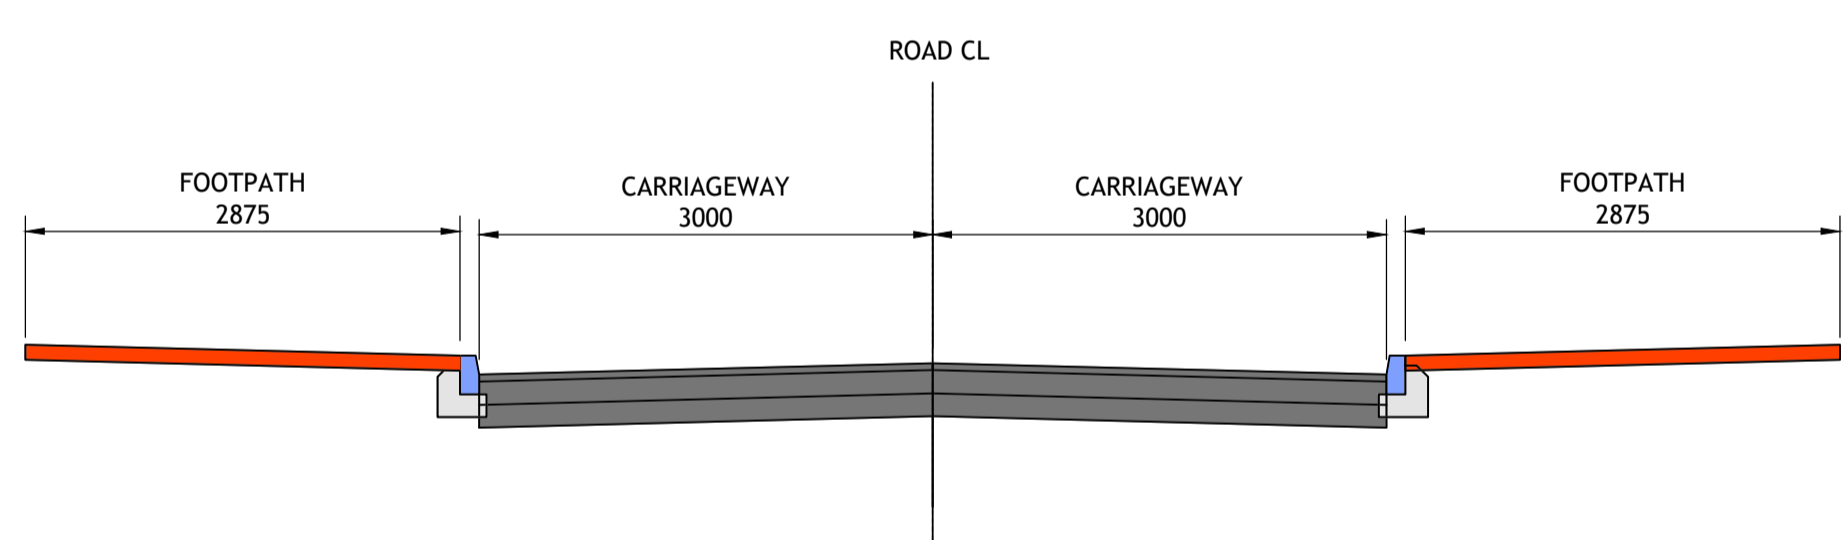 ROAD CL
FOOTPATH
2875
CARRIAGEWAY
3000
CARRIAGEWAY
3000
FOOTPATH
2875